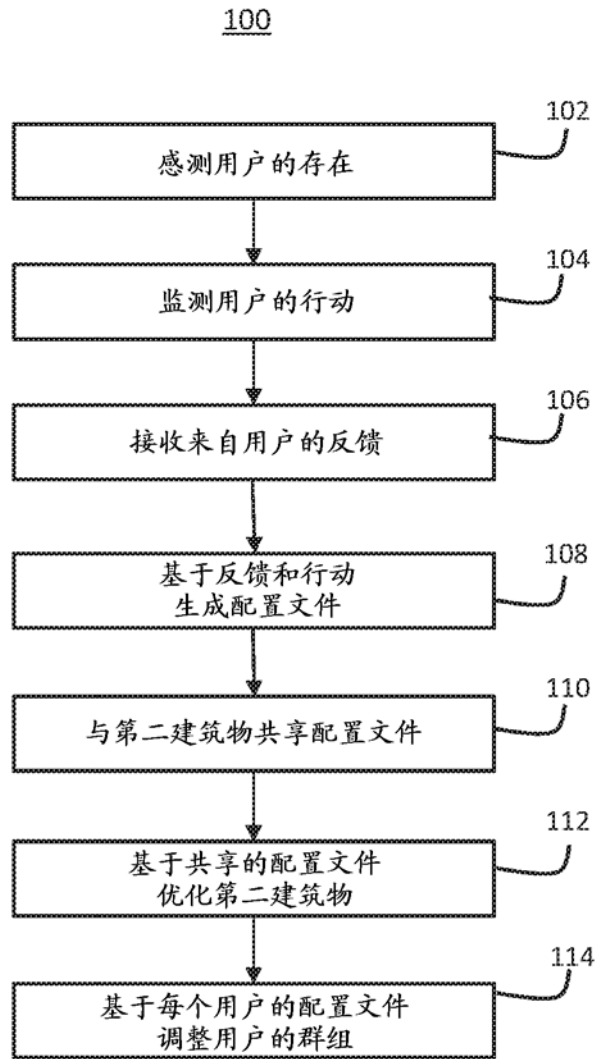 100
102
感测用户的存在
104
监测用户的行动
106
接收来自用户的反馈
108
基于反馈和行动
生成配置文件
110
与第二建筑物共享配置文件
112
基于共享的配置文件
优化第二建筑物
114
基于每个用户的配置文件
调整用户的群组